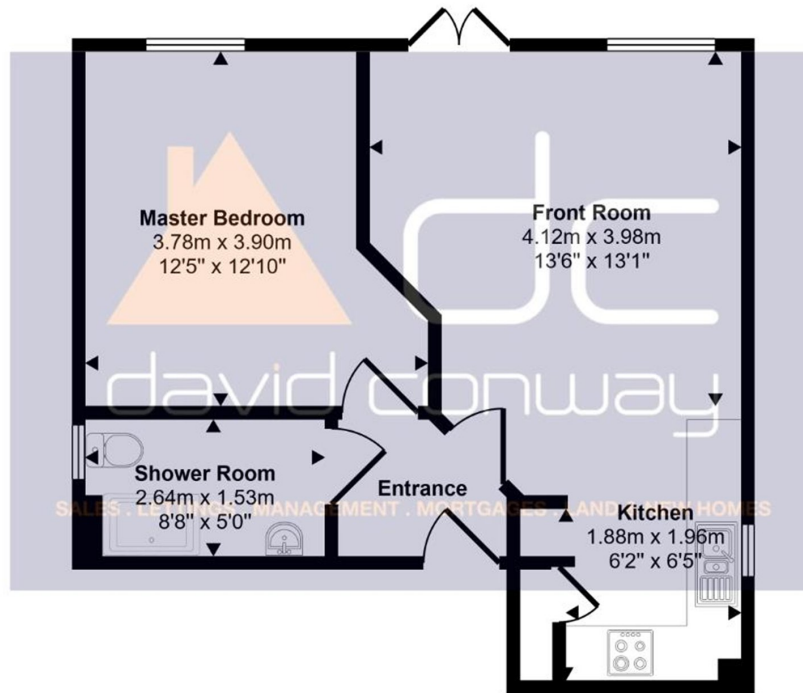 Master Bedroom
3.78m x 3.90m
12'5" x 12'10"
Front Room
4.12m x 3.98m
13'6" x 13'1"
dc
david conway
Shower Room
2.64m x 1.53m
8'8" x 5'0"
Entrance
SALES . LETTINGS . MANAGEMENT . MORTGAGES . LAND & NEW HOMES
Kitchen
1.88m x 1.96m
6'2" x 6'5"